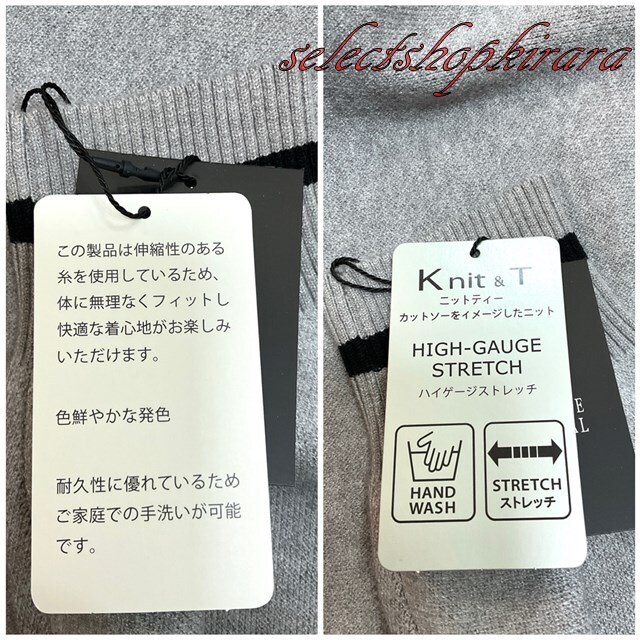 selectshopkirara
この製品は伸縮性のある
糸を使用しているため、
体に無理なくフィットし
快適な着心地がお楽しみ
いただけます。
色鮮やかな発色
耐久性に優れているため
ご家庭での手洗いが可能
です。
Knit & T
ニットティー
カットソーをイメージしたニット
HIGH-GAUGE
STRETCH
ハイゲージストレッチ
HAND
WASH
STRETCH
ストレッチ